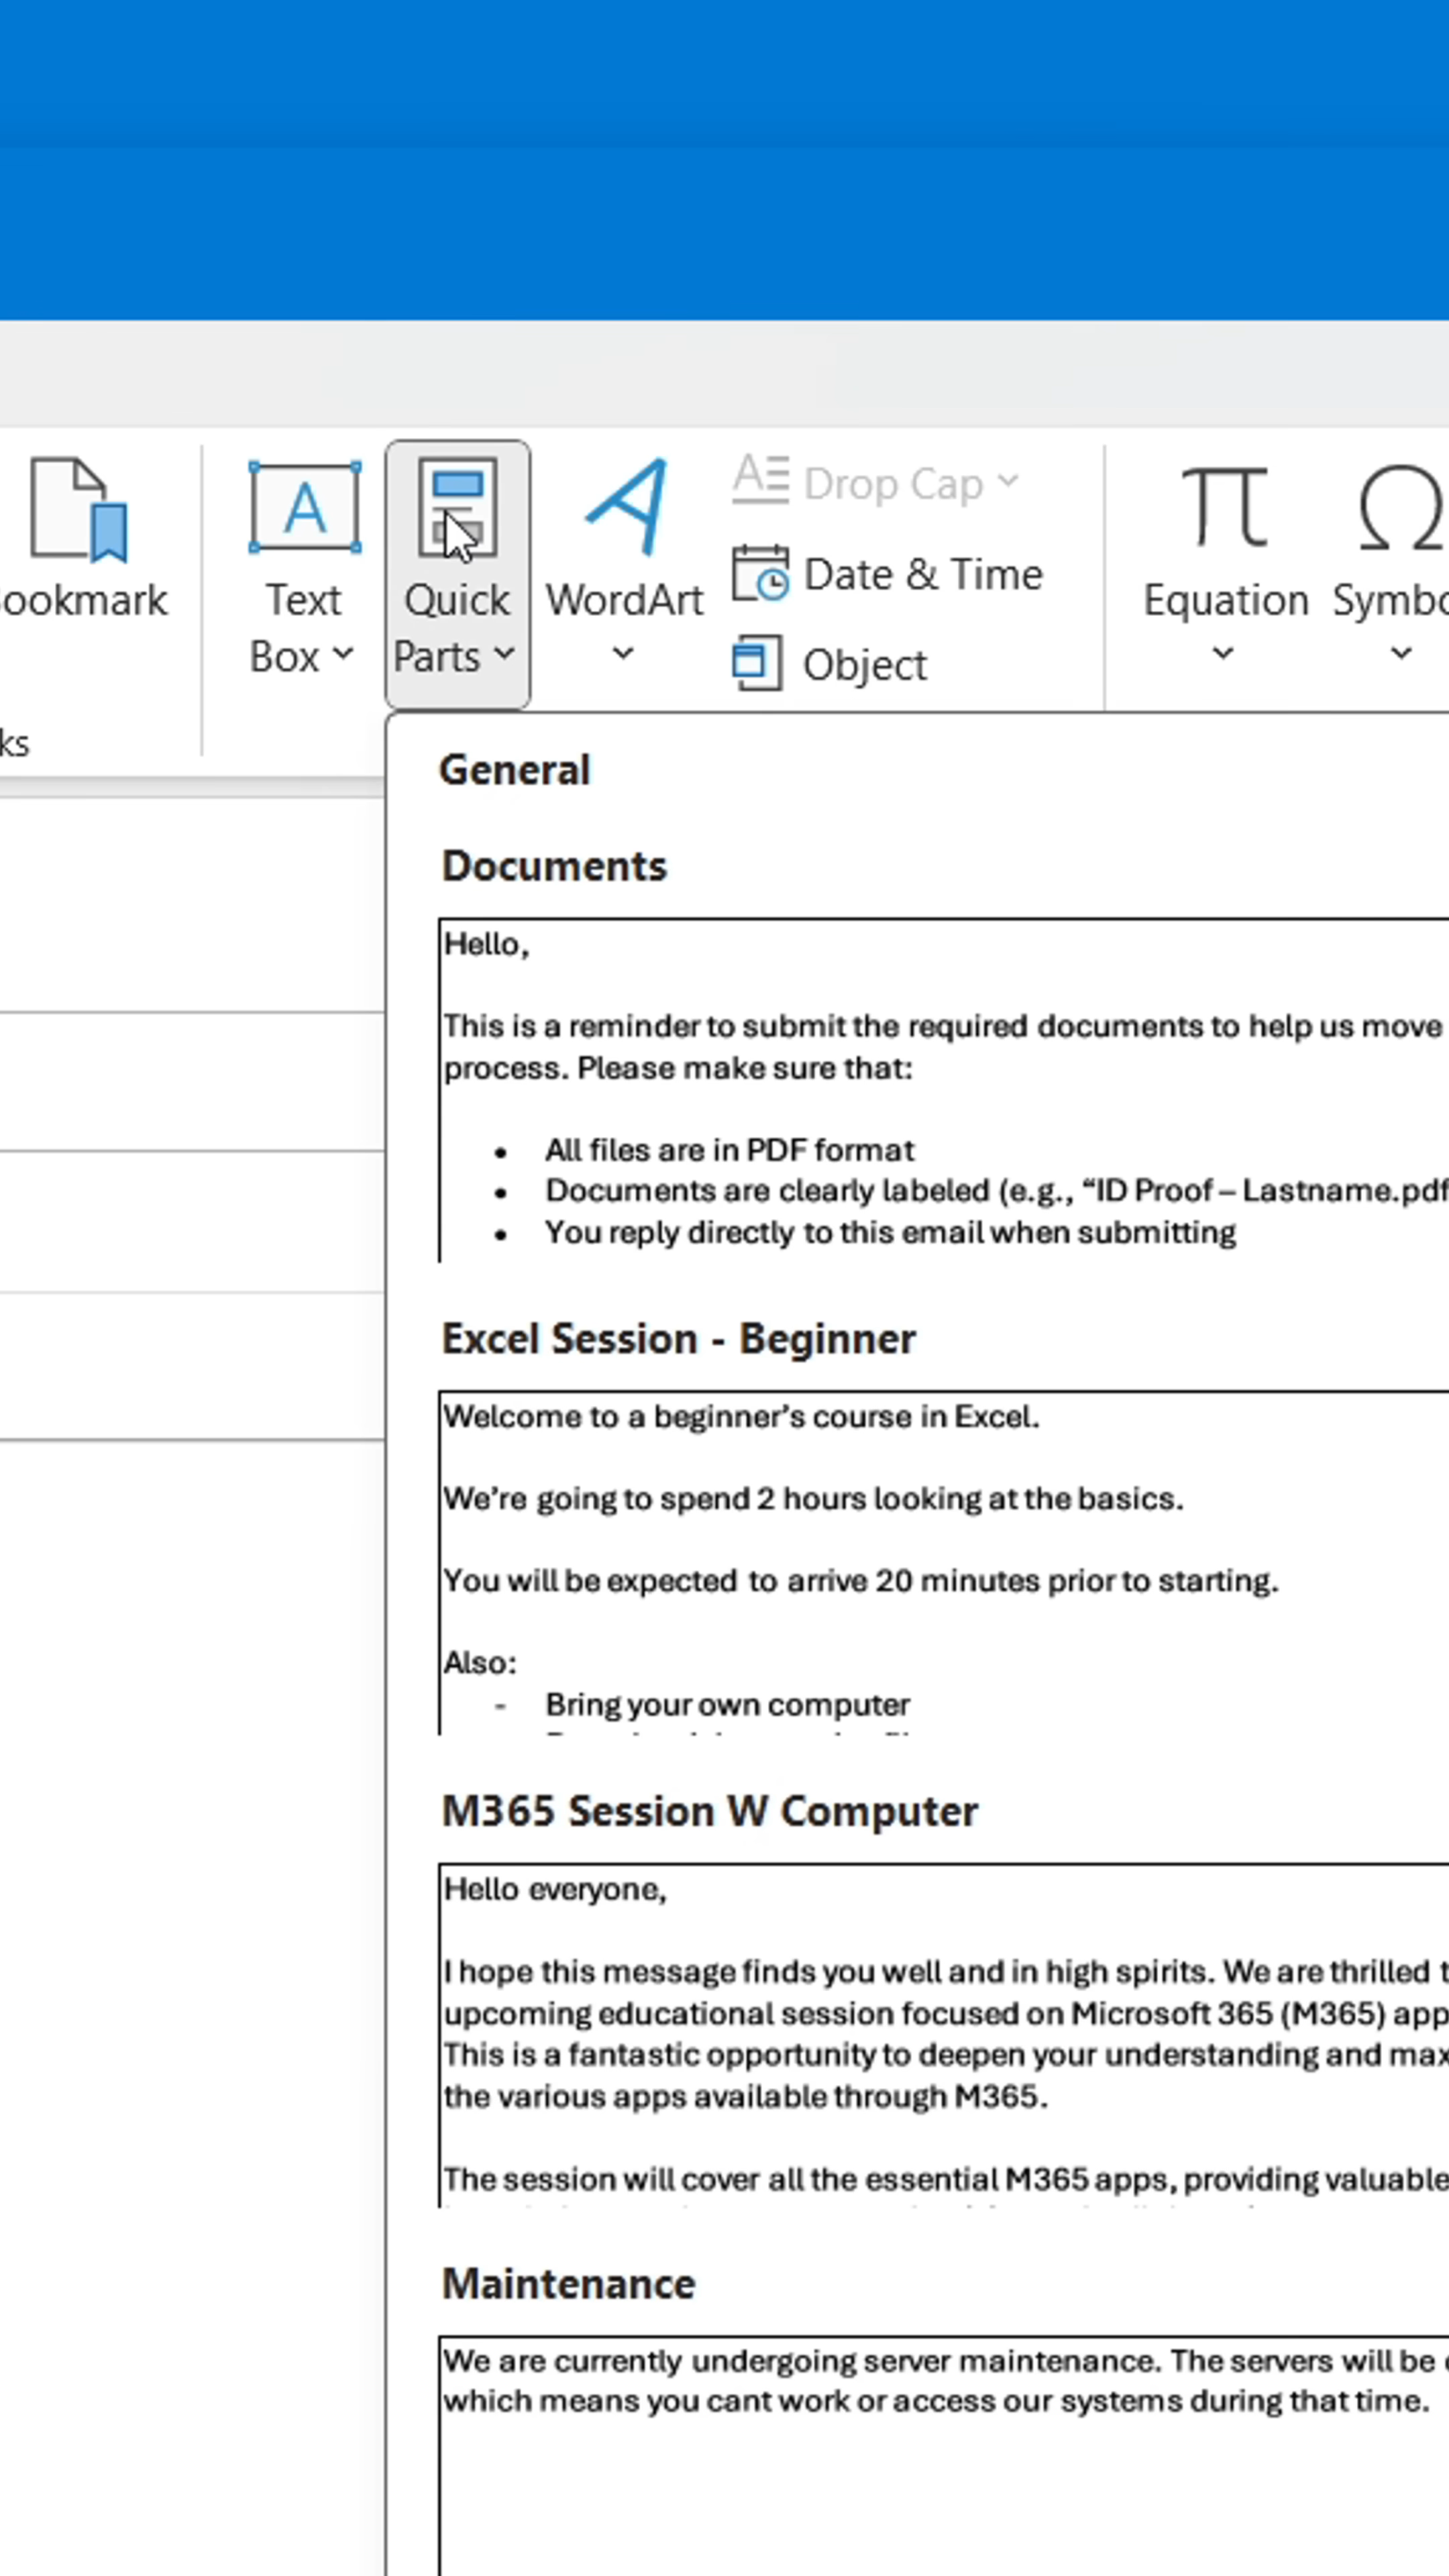 Drop Cap
Date & Time
Object
ookmark
Text
Box
Quick
Parts
WordArt
Equation
Symbo
ks
General
Documents
Hello,
This is a reminder to submit the required documents to help us move
process. Please make sure that:
• All files are in PDF format
• Documents are clearly labeled (e.g., “ID Proof – Lastname.pdf
• You reply directly to this email when submitting
Excel Session - Beginner
Welcome to a beginner’s course in Excel.
We’re going to spend 2 hours looking at the basics.
You will be expected to arrive 20 minutes prior to starting.
Also:
- Bring your own computer
M365 Session W Computer
Hello everyone,
I hope this message finds you well and in high spirits. We are thrilled t
upcoming educational session focused on Microsoft 365 (M365) app
This is a fantastic opportunity to deepen your understanding and max
the various apps available through M365.
The session will cover all the essential M365 apps, providing valuable
Maintenance
We are currently undergoing server maintenance. The servers will be
which means you cant work or access our systems during that time.